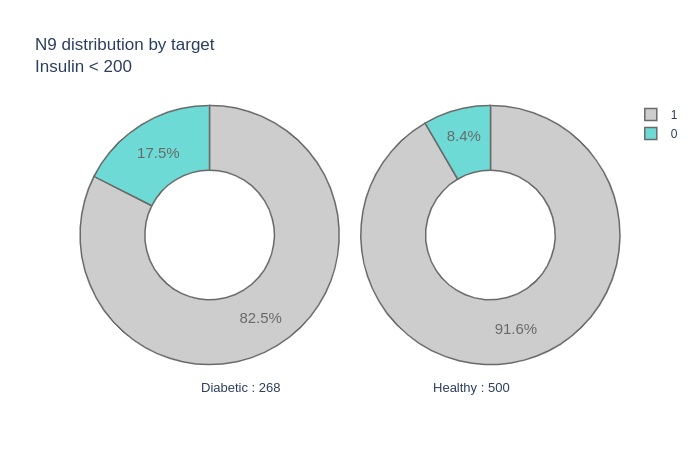 N9 distribution by target
Insulin < 200
1
0
17.5%
8.4%
82.5%
91.6%
Diabetic : 268
Healthy : 500